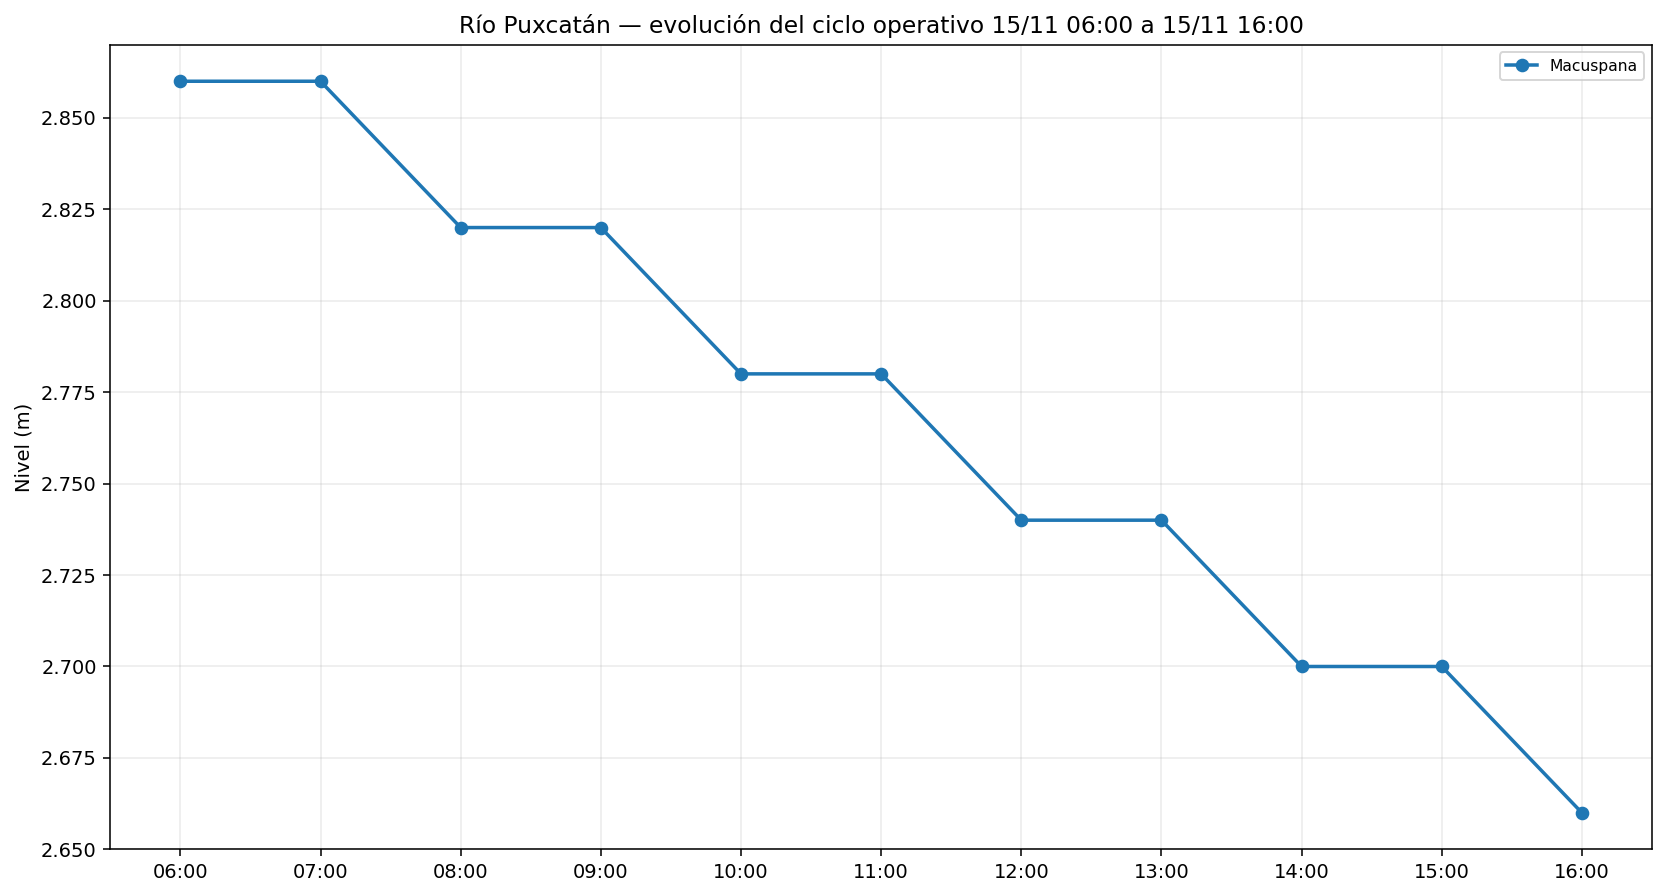 Río Puxcatán — evolución del ciclo operativo 15/11 06:00 a 15/11 16:00
Macuspana
Nivel (m)
2.850
2.825
2.800
2.775
2.750
2.725
2.700
2.675
2.650
06:00 07:00 08:00 09:00 10:00 11:00 12:00 13:00 14:00 15:00 16:00